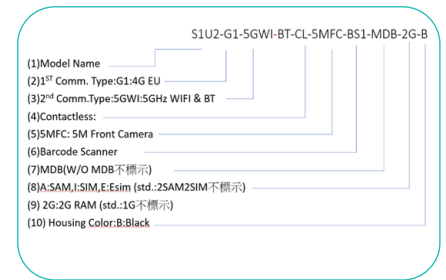 S1U2-G1-5GWI-BT-CL-5MFC-BS1-MDB-2G-B
(1)Model Name
(2)1ST Comm. Type:G1:4G EU
(3)2nd Comm.Type:5GWI:5GHz WIFI & BT
(4)Contactless:
(5)5MFC: 5M Front Camera
(6)Barcode Scanner
(7)MDB(W/O MDB不標示)
(8)A:SAM,I:SIM,E:Esim (std.:2SAM2SIM不標示)
(9) 2G:2G RAM (std.:1G不標示)
(10) Housing Color:B:Black